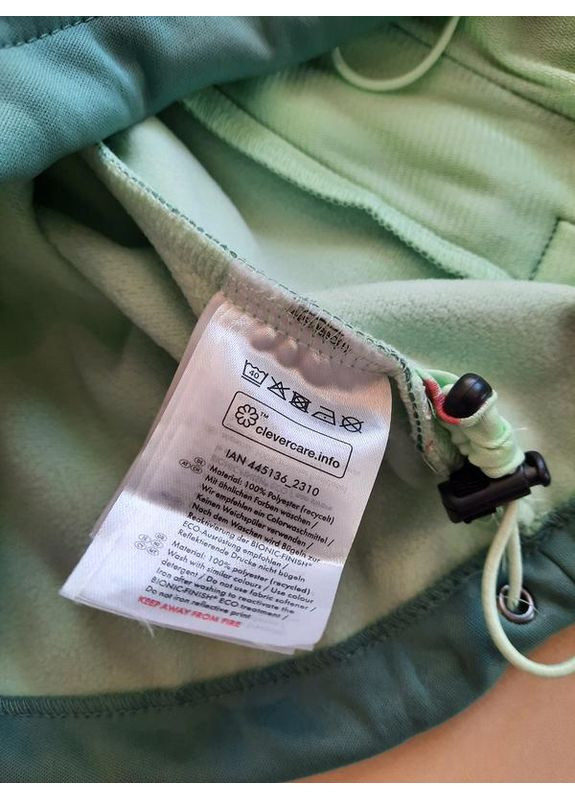 40
clevercare.info™
IAN 445136_2310
Material: 100% Polyester (recycelt)
Mit ähnlichen Farben waschen /
Wir empfehlen ein Colorwaschmittel /
Keinen Weichspüler verwenden /
Nach dem Waschen wird Bügeln zur
Reaktivierung der BIONIC-FINISH®
ECO-Ausrüstung empfohlen /
Reflektierende Drucke nicht bügeln
Material: 100% polyester (recycled)
Wash with similar colours / Use colour
detergent / Do not use fabric softener /
Iron after washing to reactivate the
BIONIC-FINISH® ECO treatment /
Do not iron reflective print
KEEP AWAY FROM FIRE